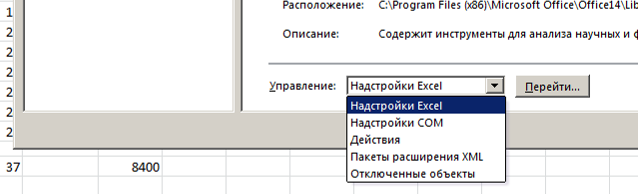 1
Расположение: C:\Program Files (x86)\Microsoft Office\Office14\Lib
2
Описание: Содержит инструменты для анализа научных и ф
2
2
2
Управление: Надстройки Excel Перейти...
2
Надстройки Excel
2
Надстройки COM
Действия
Пакеты расширения XML
37 8400
Отключенные объекты